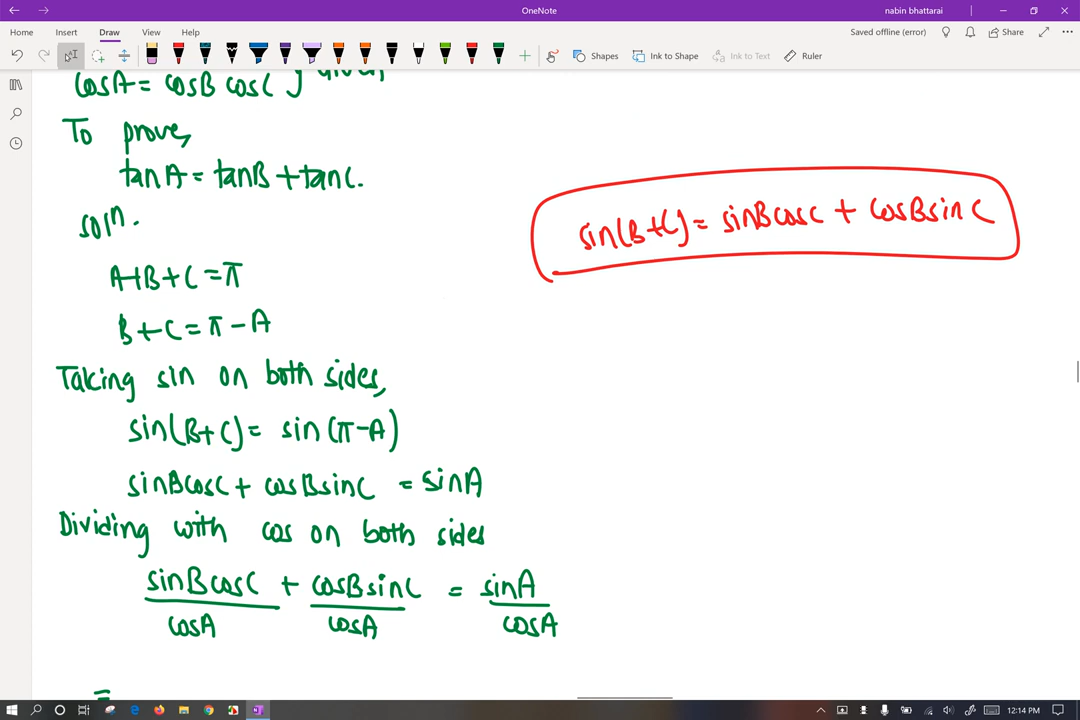 OneNote
nabin bhattarai
Home Insert Draw View Help
Saved offline (error)
Share
Shapes
Ink to Shape
Ink to Text
Ruler
cosA = cosB cosC }
To prove,
tanA = tanB + tanC.
sin(B+C) = sinBcosC + cosBsinC
solⁿ.
A+B+C = π
B+C = π - A
Taking sin on both sides,
sin(B+C) = sin(π-A)
sinBcosC + cosBsinC = sinA
Dividing with cos on both sides
sinBcosC + cosBsinC = sinA
cosA cosA cosA
=
12:14 PM